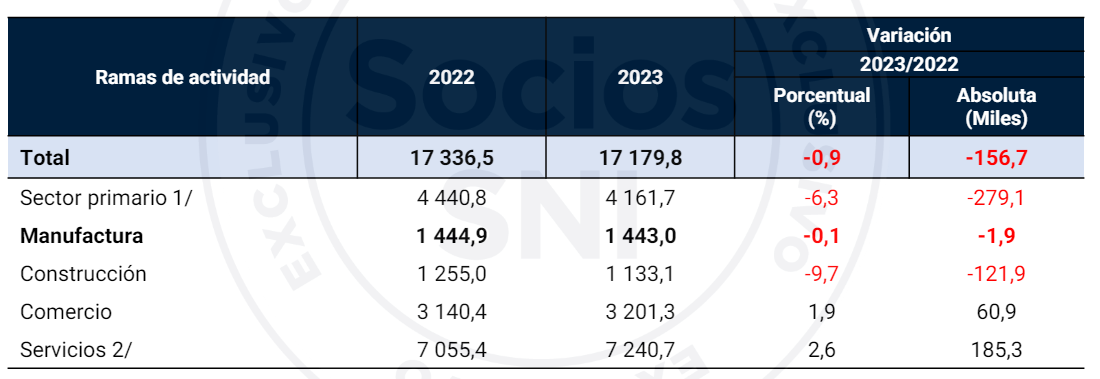 Variación
Ramas de actividad 2022 2023 2023/2022
Porcentual (%) Absoluta (Miles)
Total 17 336,5 17 179,8 -0,9 -156,7
Sector primario 1/ 4 440,8 4 161,7 -6,3 -279,1
Manufactura 1 444,9 1 443,0 -0,1 -1,9
Construcción 1 255,0 1 133,1 -9,7 -121,9
Comercio 3 140,4 3 201,3 1,9 60,9
Servicios 2/ 7 055,4 7 240,7 2,6 185,3
Socios
SNI
EXCLUSIVO
EXCLUSIVO